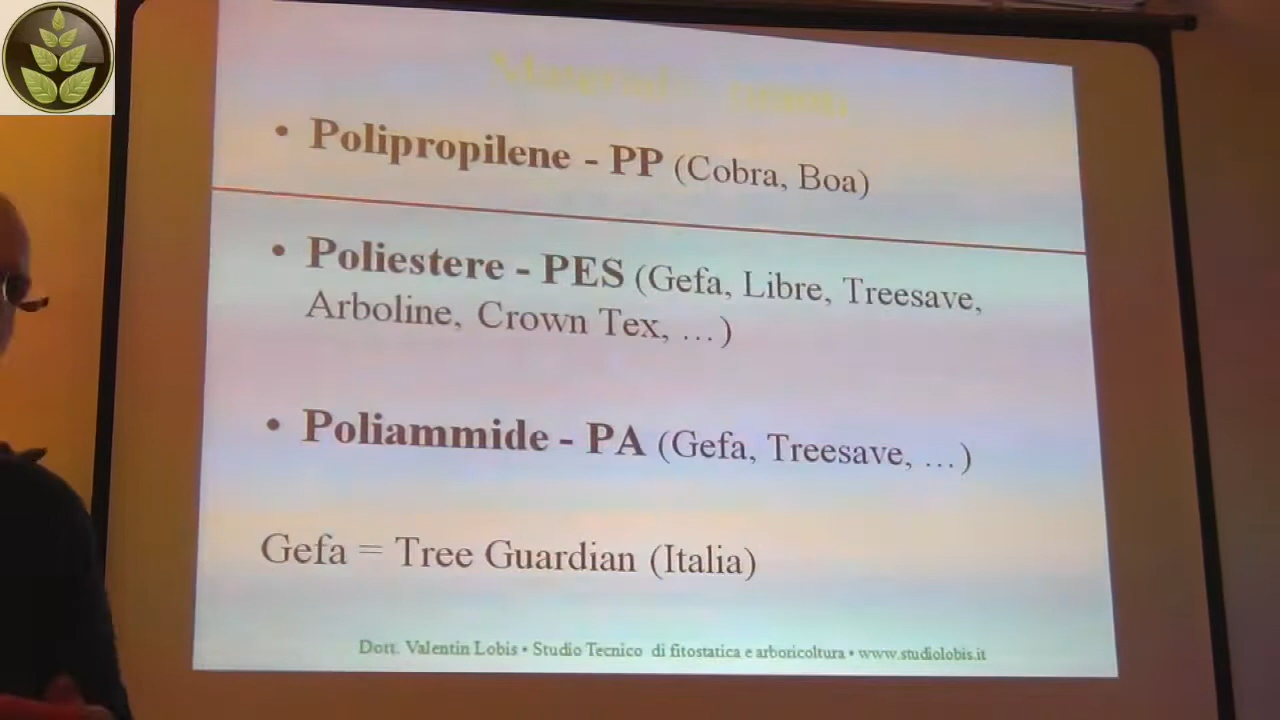 • Polipropilene - PP (Cobra, Boa)
• Poliestere - PES (Gefa, Libre, Treesave,
Arboline, Crown Tex, …)
• Poliammide - PA (Gefa, Treesave, …)
Gefa = Tree Guardian (Italia)
Dott. Valentin Lobis • Studio Tecnico di fitostatica e arboricoltura • www.studiolobis.it